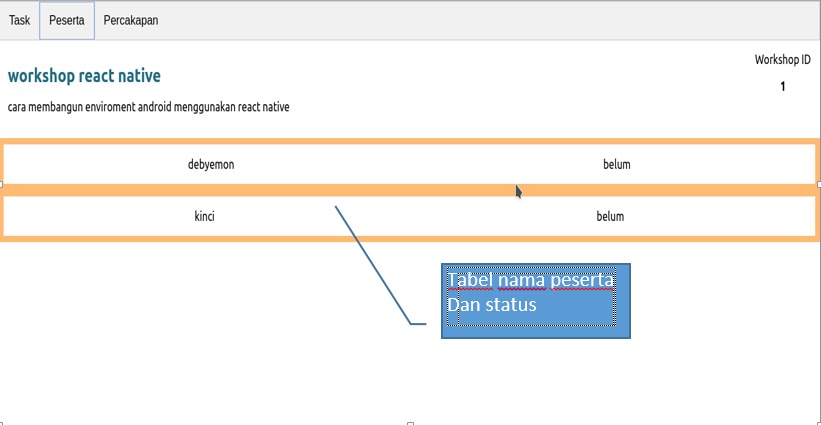 Task Peserta Percakapan
workshop react native
Workshop ID
1
cara membangun enviroment android menggunakan react native
debyemon belum
kinci belum
Tabel nama peserta
Dan status